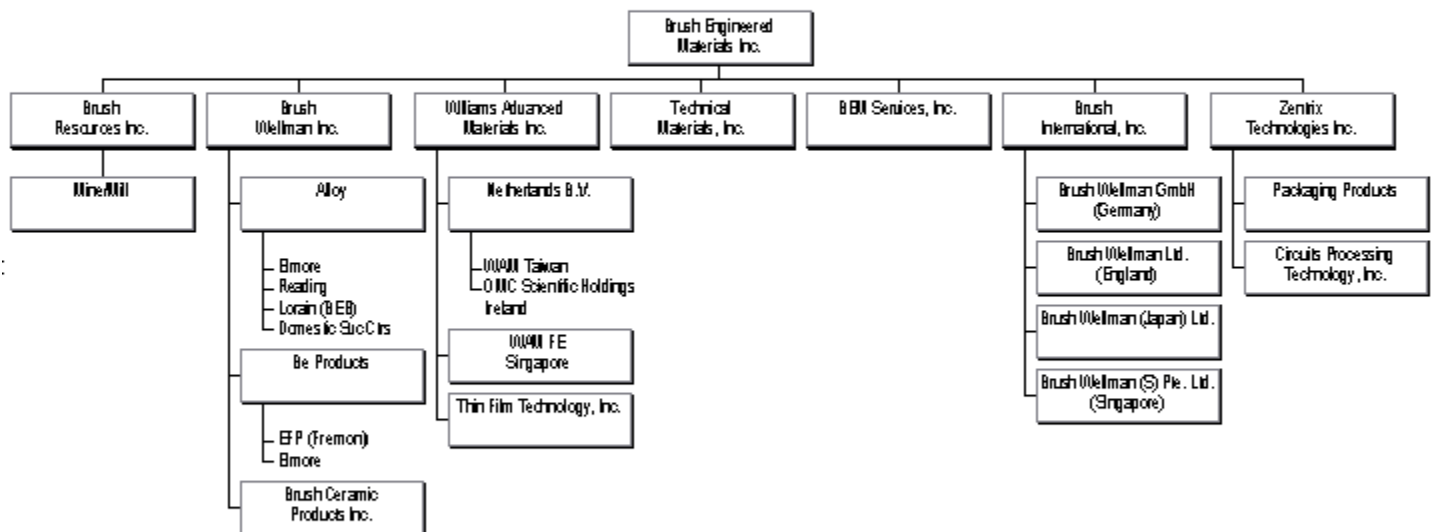 Brush Engineered
Materials Inc.
Brush
Resources Inc.
Brush
Wellman Inc.
Williams Advanced
Materials Inc.
Technical
Materials, Inc.
BEM Services, Inc.
Brush
International, Inc.
Zentrix
Technologies Inc.
Mine/Mill
Alloy
Elmore
Reading
Lorain (BEB)
Domestic Svc Ctrs
Be Products
EFP (Fremont)
Elmore
Brush Ceramic
Products Inc.
Netherlands B.V.
WAM Taiwan
OMC Scientific Holdings
Ireland
WAM FE
Singapore
Thin Film Technology, Inc.
Brush Wellman GmbH
(Germany)
Brush Wellman Ltd.
(England)
Brush Wellman (Japan) Ltd.
Brush Wellman (S) Pte. Ltd.
(Singapore)
Packaging Products
Circuits Processing
Technology, Inc.
: